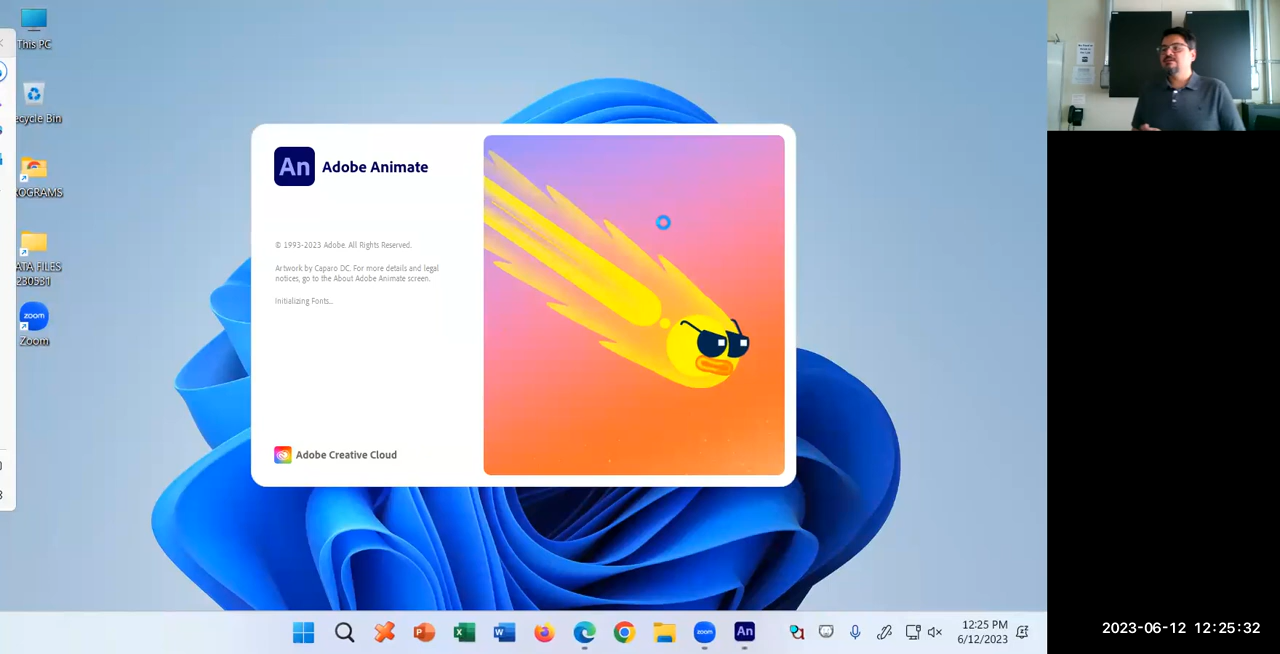 This PC
ecycle Bin
ROGRAMS
ATA FILES
230531
zoom
Zoom
An
Adobe Animate
© 1993-2023 Adobe. All Rights Reserved.
Artwork by Caparo DC. For more details and legal
notices, go to the About Adobe Animate screen.
Initializing Fonts...
Adobe Creative Cloud
zoom
An
12:25 PM
6/12/2023
2023-06-12 12:25:32